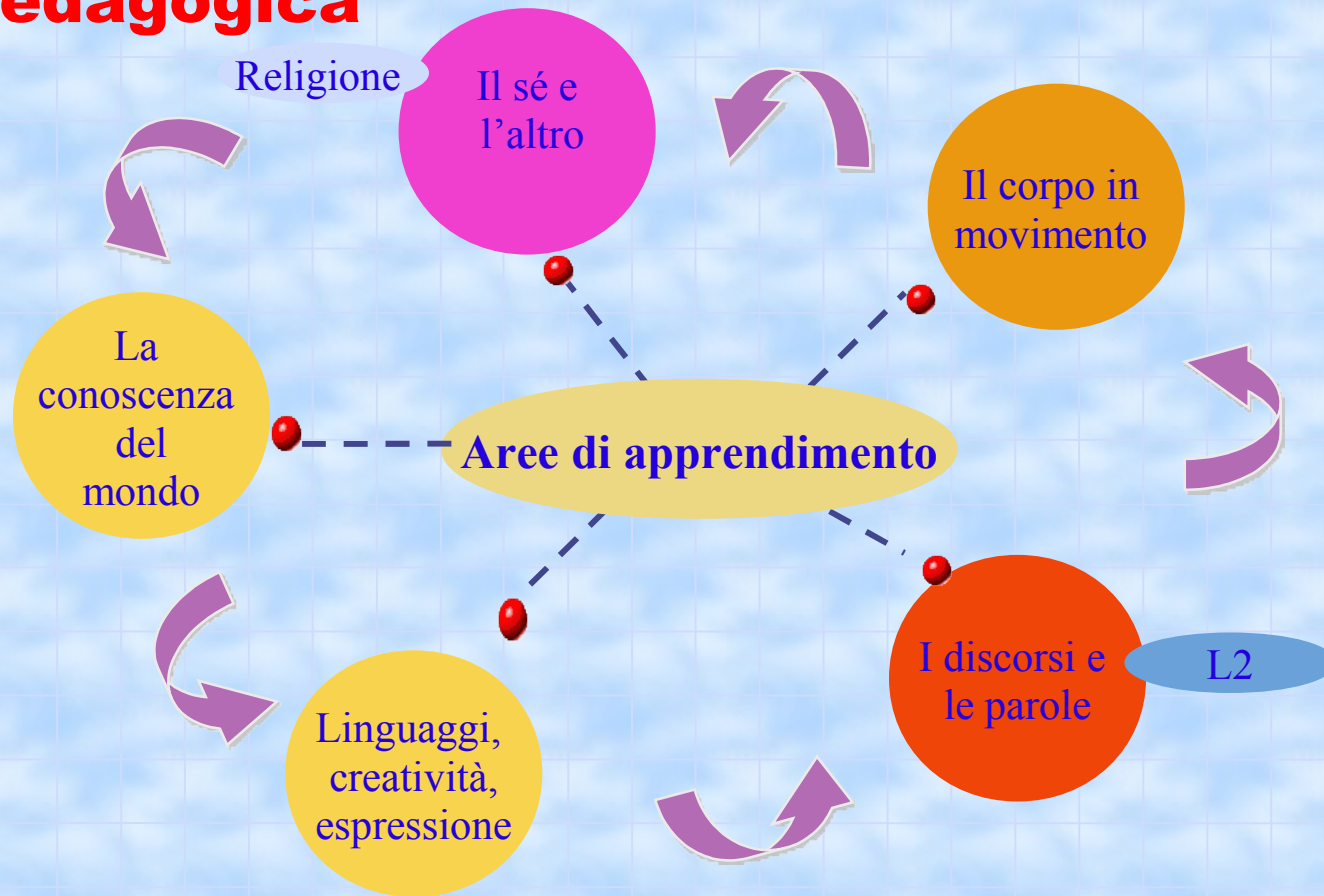 edagogica
Religione
Il sé e
l’altro
Il corpo in
movimento
La
conoscenza
del
mondo
Aree di apprendimento
I discorsi e
le parole
L2
Linguaggi,
creatività,
espressione